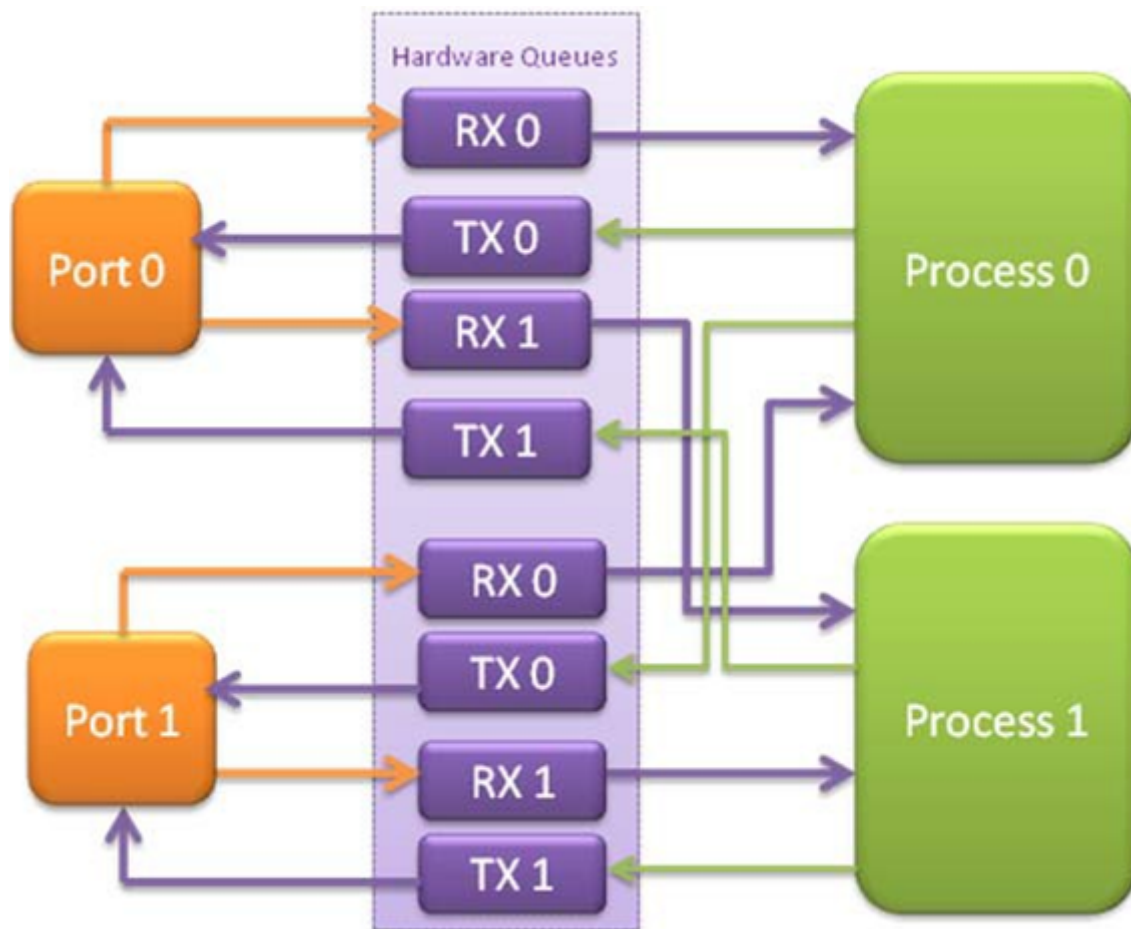 Hardware Queues
RX 0
TX 0
RX 1
TX 1
Port 0
Process 0
RX 0
TX 0
RX 1
TX 1
Port 1
Process 1